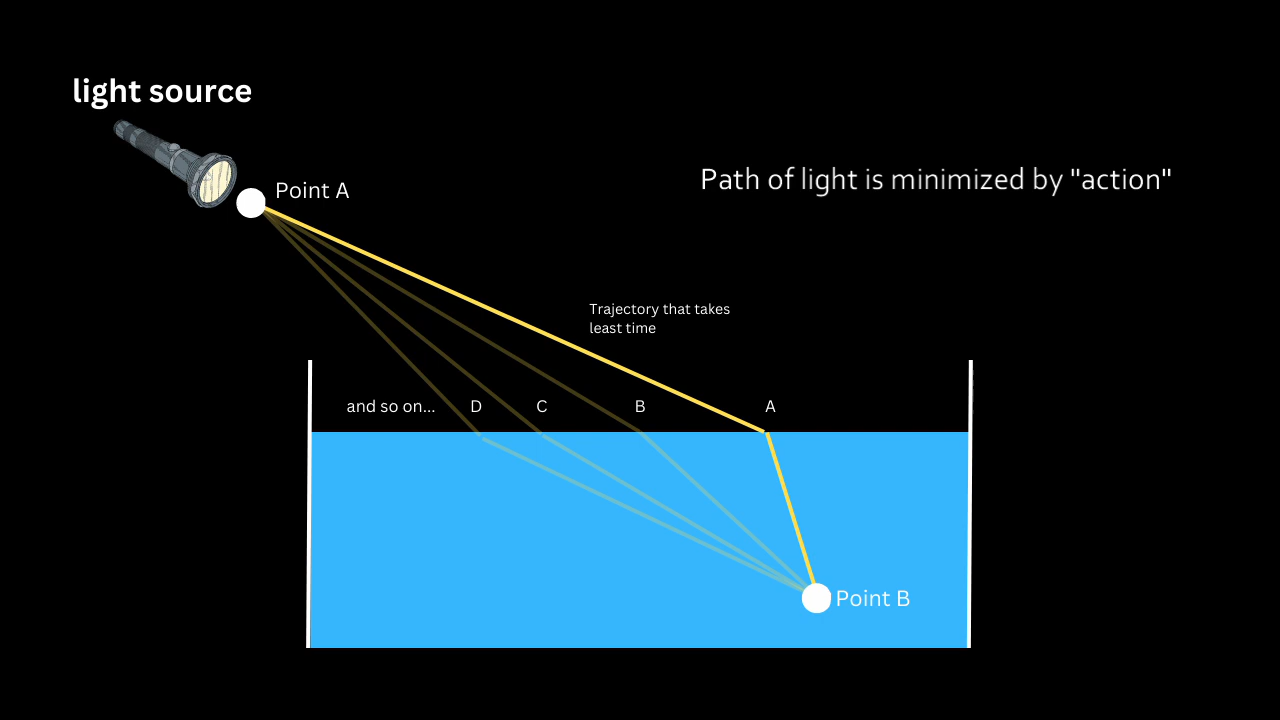 light source
Path of light is minimized by "action"
Point A
Trajectory that takes
least time
and so on...
D
C
B
A
Point B